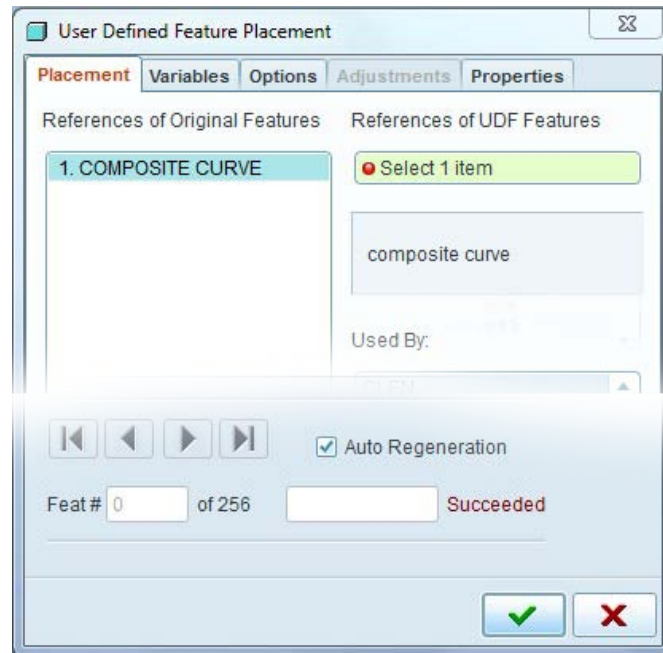 User Defined Feature Placement
Placement Variables Options Adjustments Properties
References of Original Features References of UDF Features
1. COMPOSITE CURVE
Select 1 item
composite curve
Used By:
Auto Regeneration
Feat # 0 of 256 Succeeded